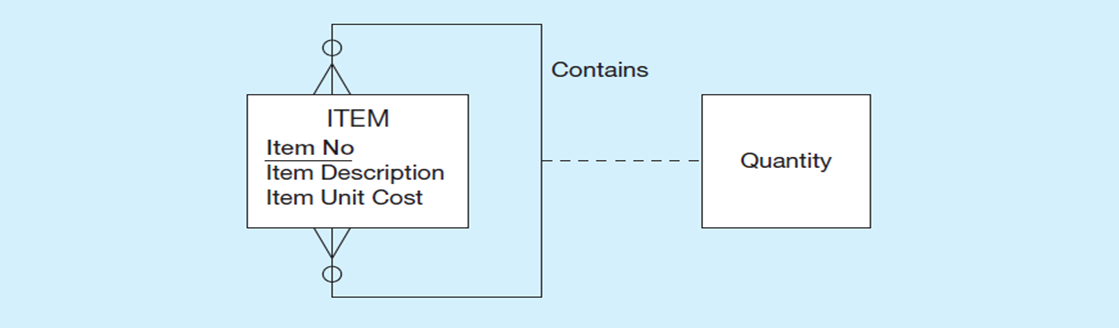 Contains
ITEM
Item No
Item Description
Item Unit Cost
Quantity